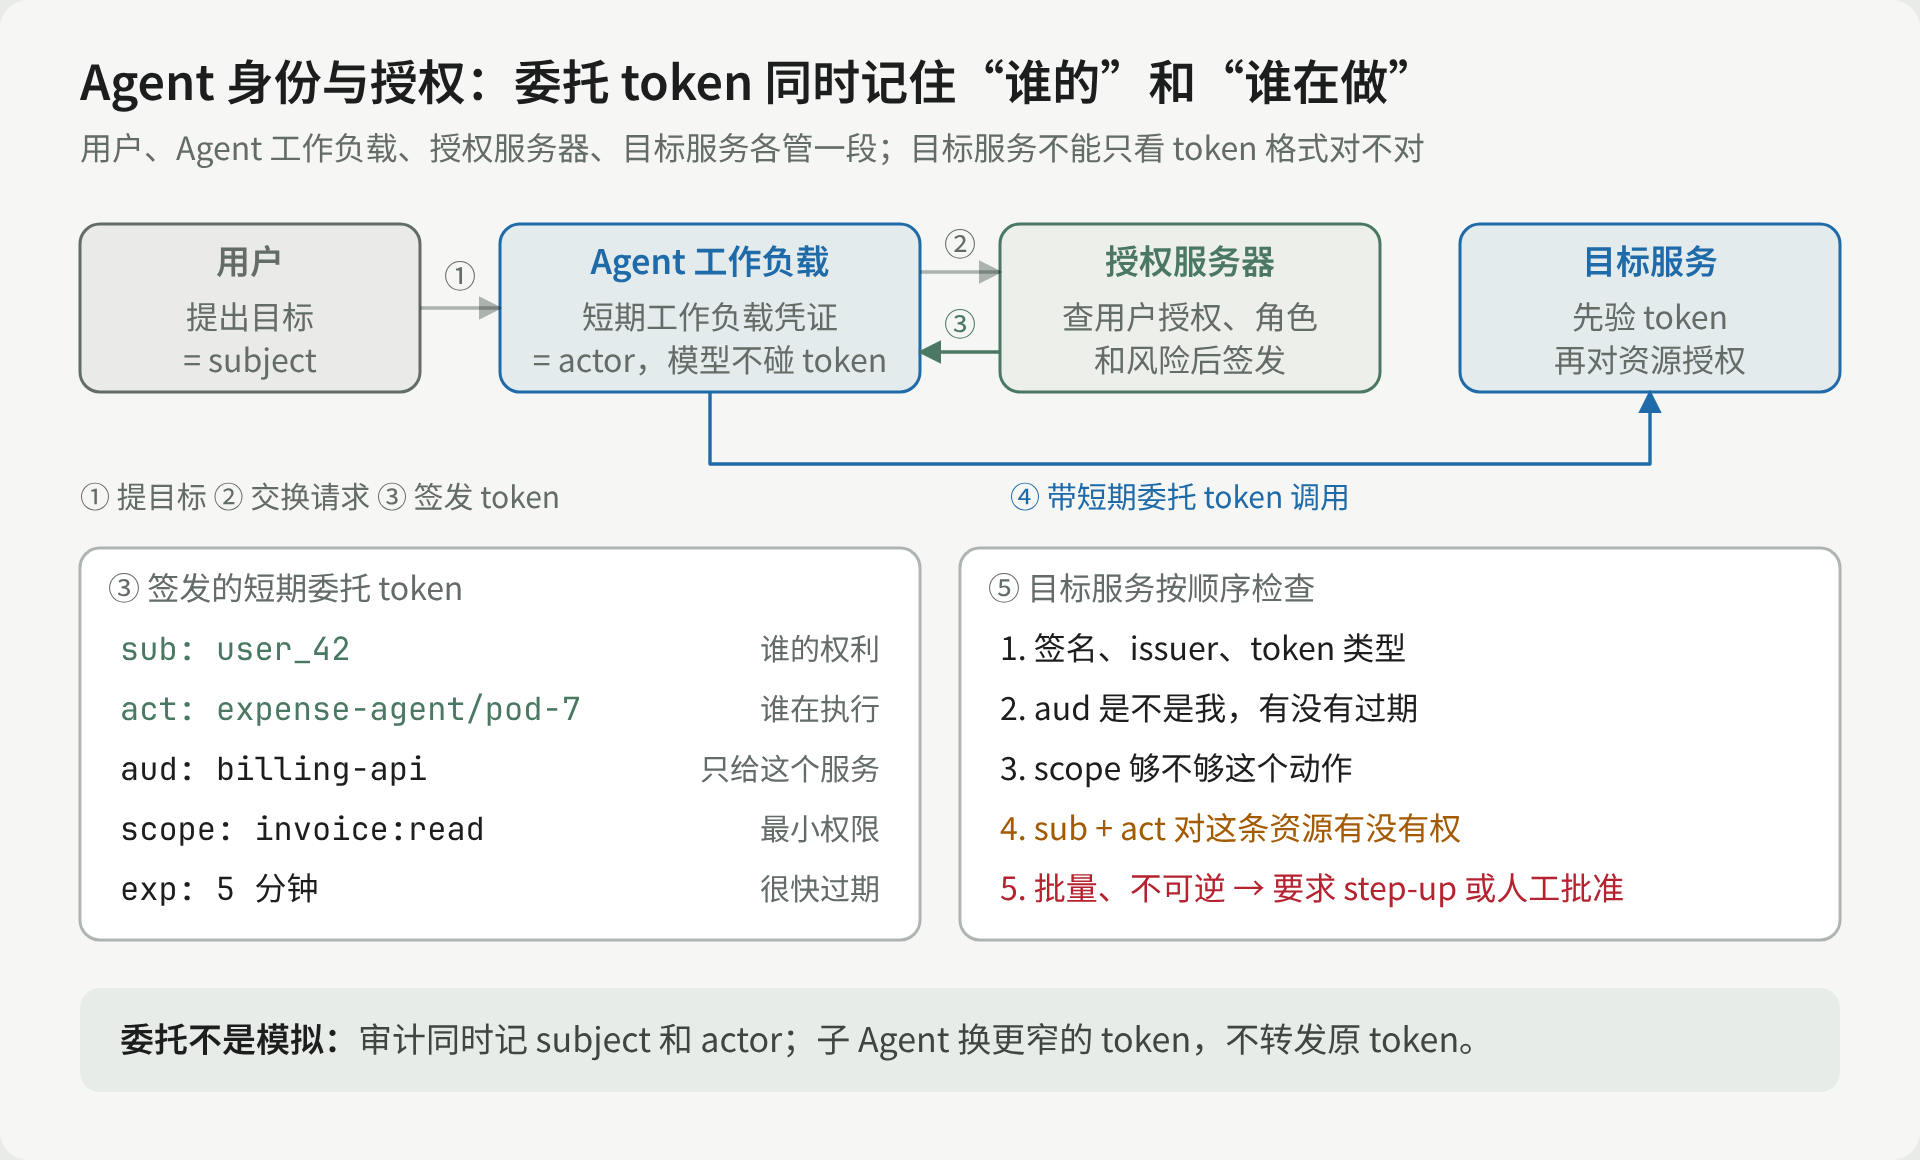 Agent 身份与授权：委托 token 同时记住“谁的”和“谁在做”
用户、Agent 工作负载、授权服务器、目标服务各管一段；目标服务不能只看 token 格式对不对
用户
提出目标
= subject
①
Agent 工作负载
短期工作负载凭证
= actor，模型不碰 token
②
③
授权服务器
查用户授权、角色
和风险后签发
目标服务
先验 token
再对资源授权
① 提目标 ② 交换请求 ③ 签发 token
④ 带短期委托 token 调用
③ 签发的短期委托 token
sub: user_42 谁的权利
act: expense-agent/pod-7 谁在执行
aud: billing-api 只给这个服务
scope: invoice:read 最小权限
exp: 5 分钟 很快过期
⑤ 目标服务按顺序检查
1. 签名、issuer、token 类型
2. aud 是不是我，有没有过期
3. scope 够不够这个动作
4. sub + act 对这条资源有没有权
5. 批量、不可逆 → 要求 step-up 或人工批准
委托不是模拟：审计同时记 subject 和 actor；子 Agent 换更窄的 token，不转发原 token。